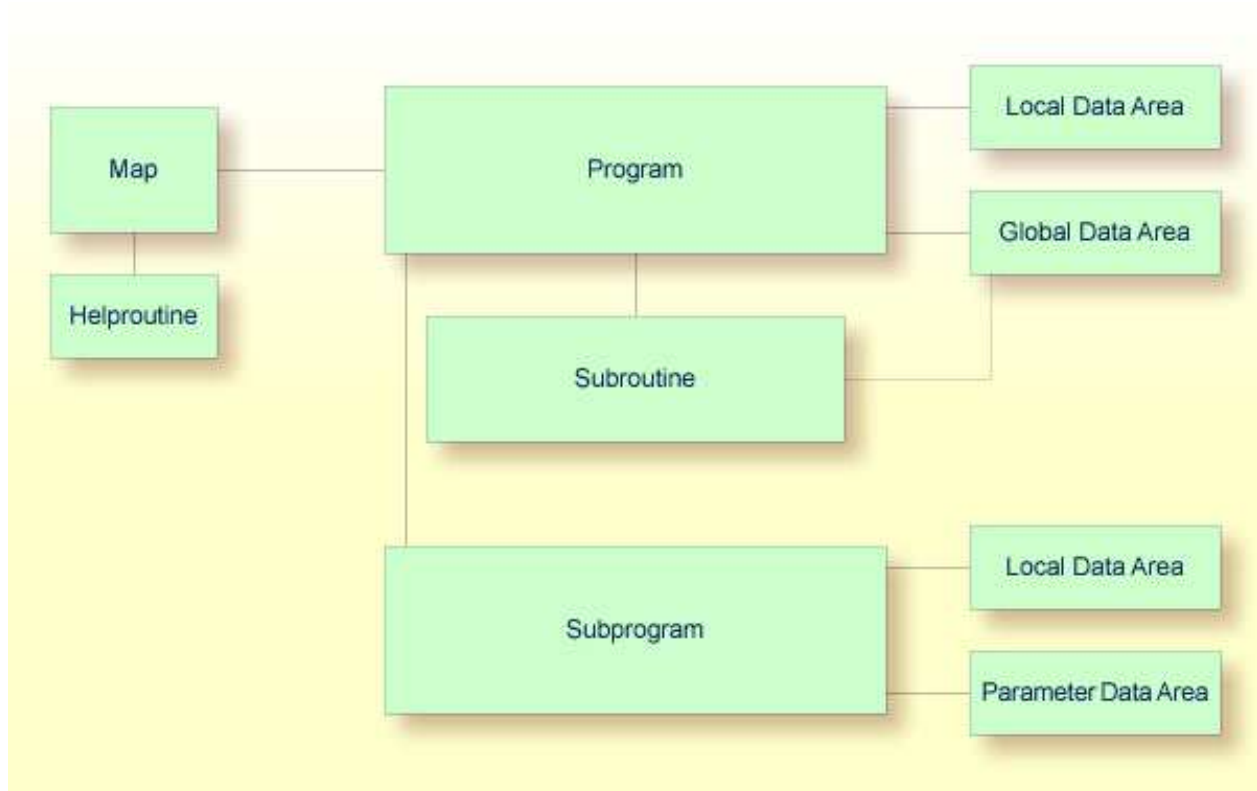 Local Data Area
Map
Program
Global Data Area
Helproutine
Subroutine
Local Data Area
Subprogram
Parameter Data Area